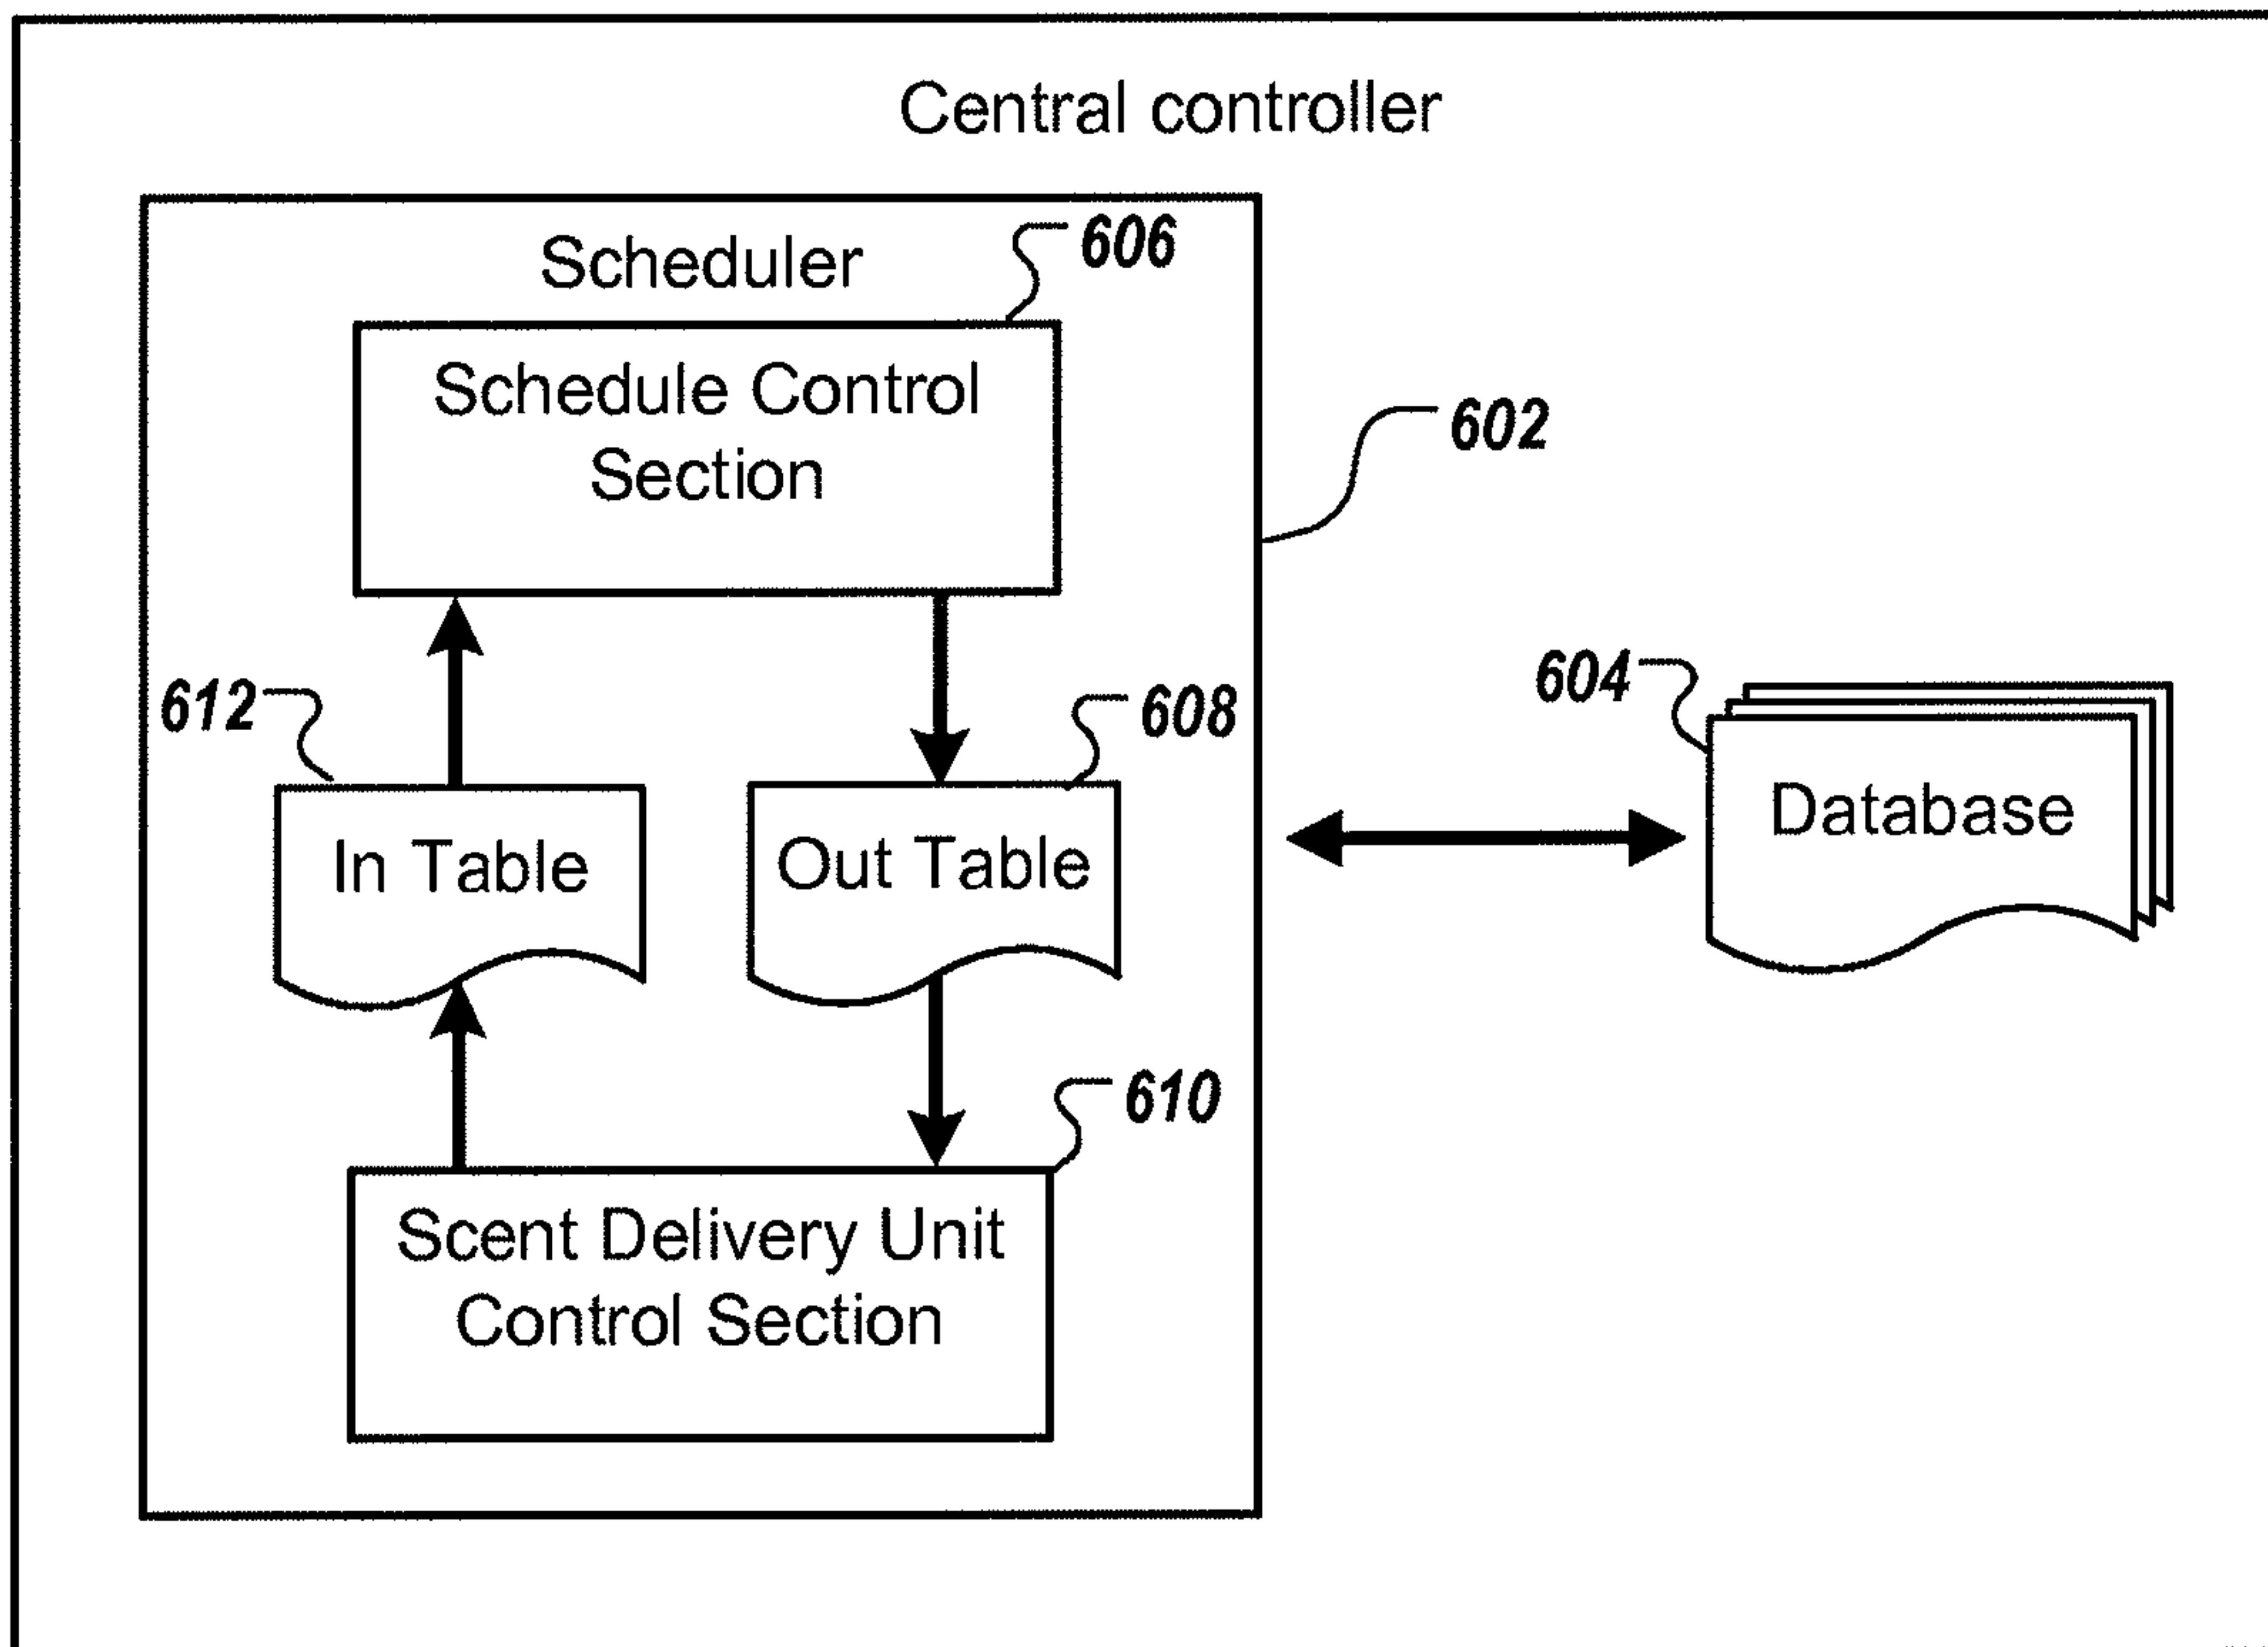 Central controller
Scheduler
606
Schedule Control
Section
602
612
608
604
In Table
Out Table
Database
610
Scent Delivery Unit
Control Section